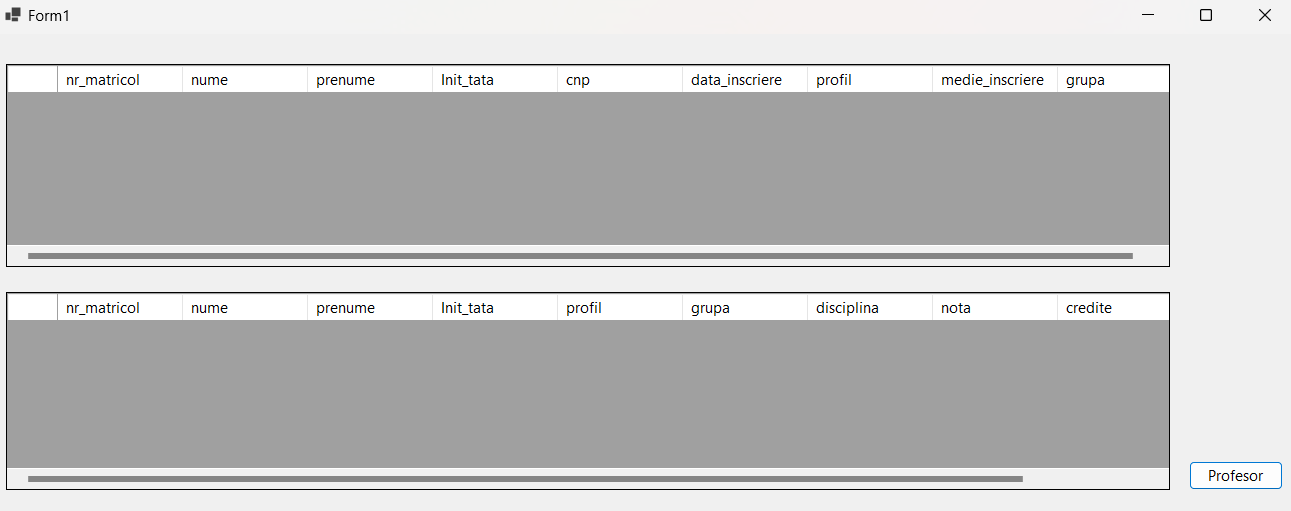 Form1
nr_matricol nume prenume Init_tata cnp data_inscriere profil medie_inscriere grupa
nr_matricol nume prenume Init_tata profil grupa disciplina nota credite
Profesor